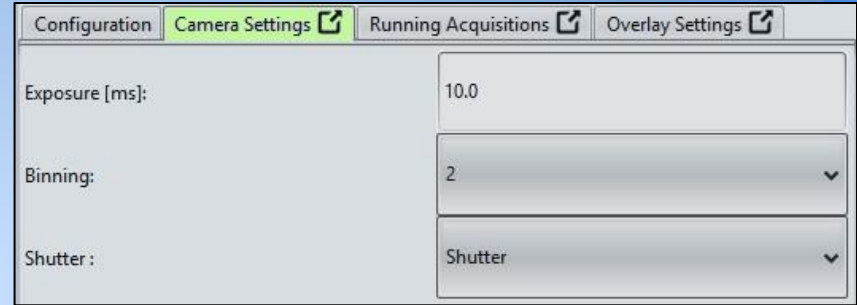 Configuration Camera Settings Running Acquisitions Overlay Settings
Exposure [ms]: 10.0
Binning: 2
Shutter : Shutter